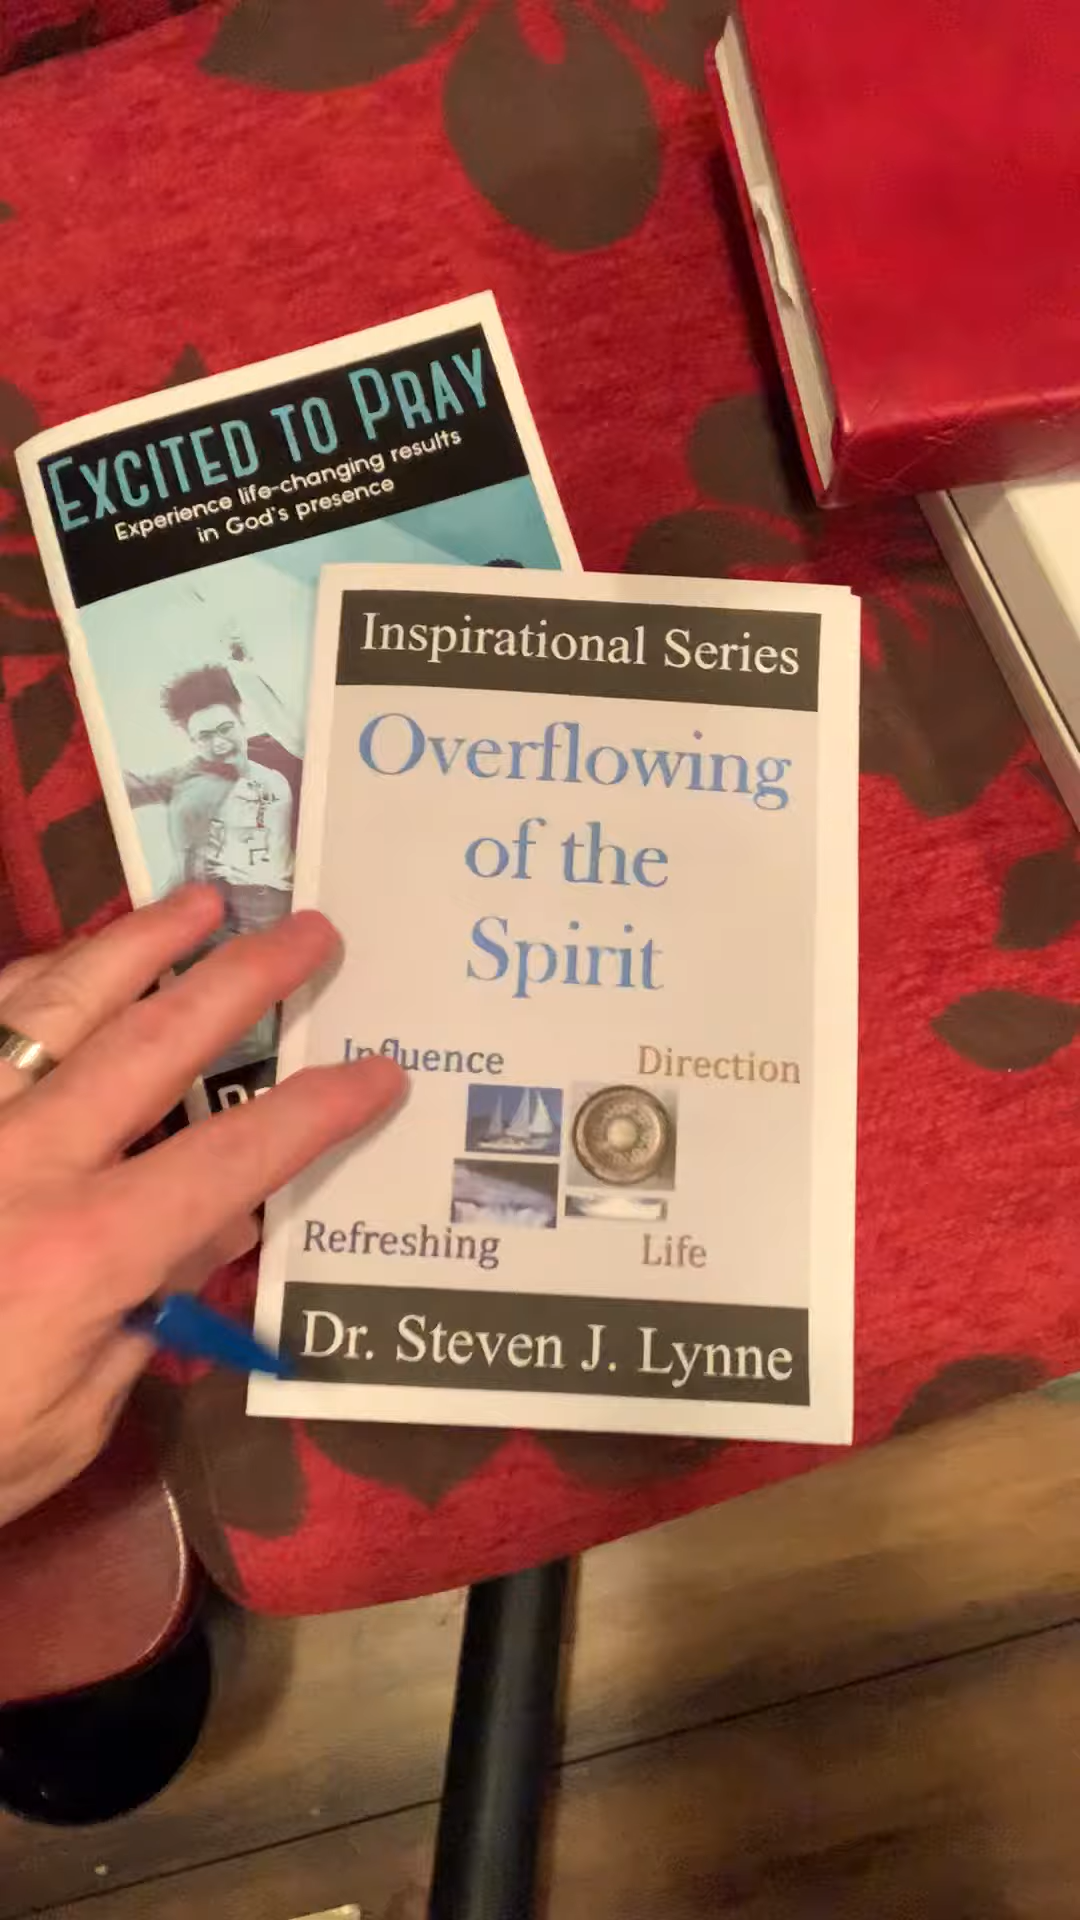 EXCITED TO PRAY
Experience life-changing results
in God's presence
Inspirational Series
Overflowing
of the
Spirit
Influence
Direction
Refreshing
Life
Dr. Steven J. Lynne